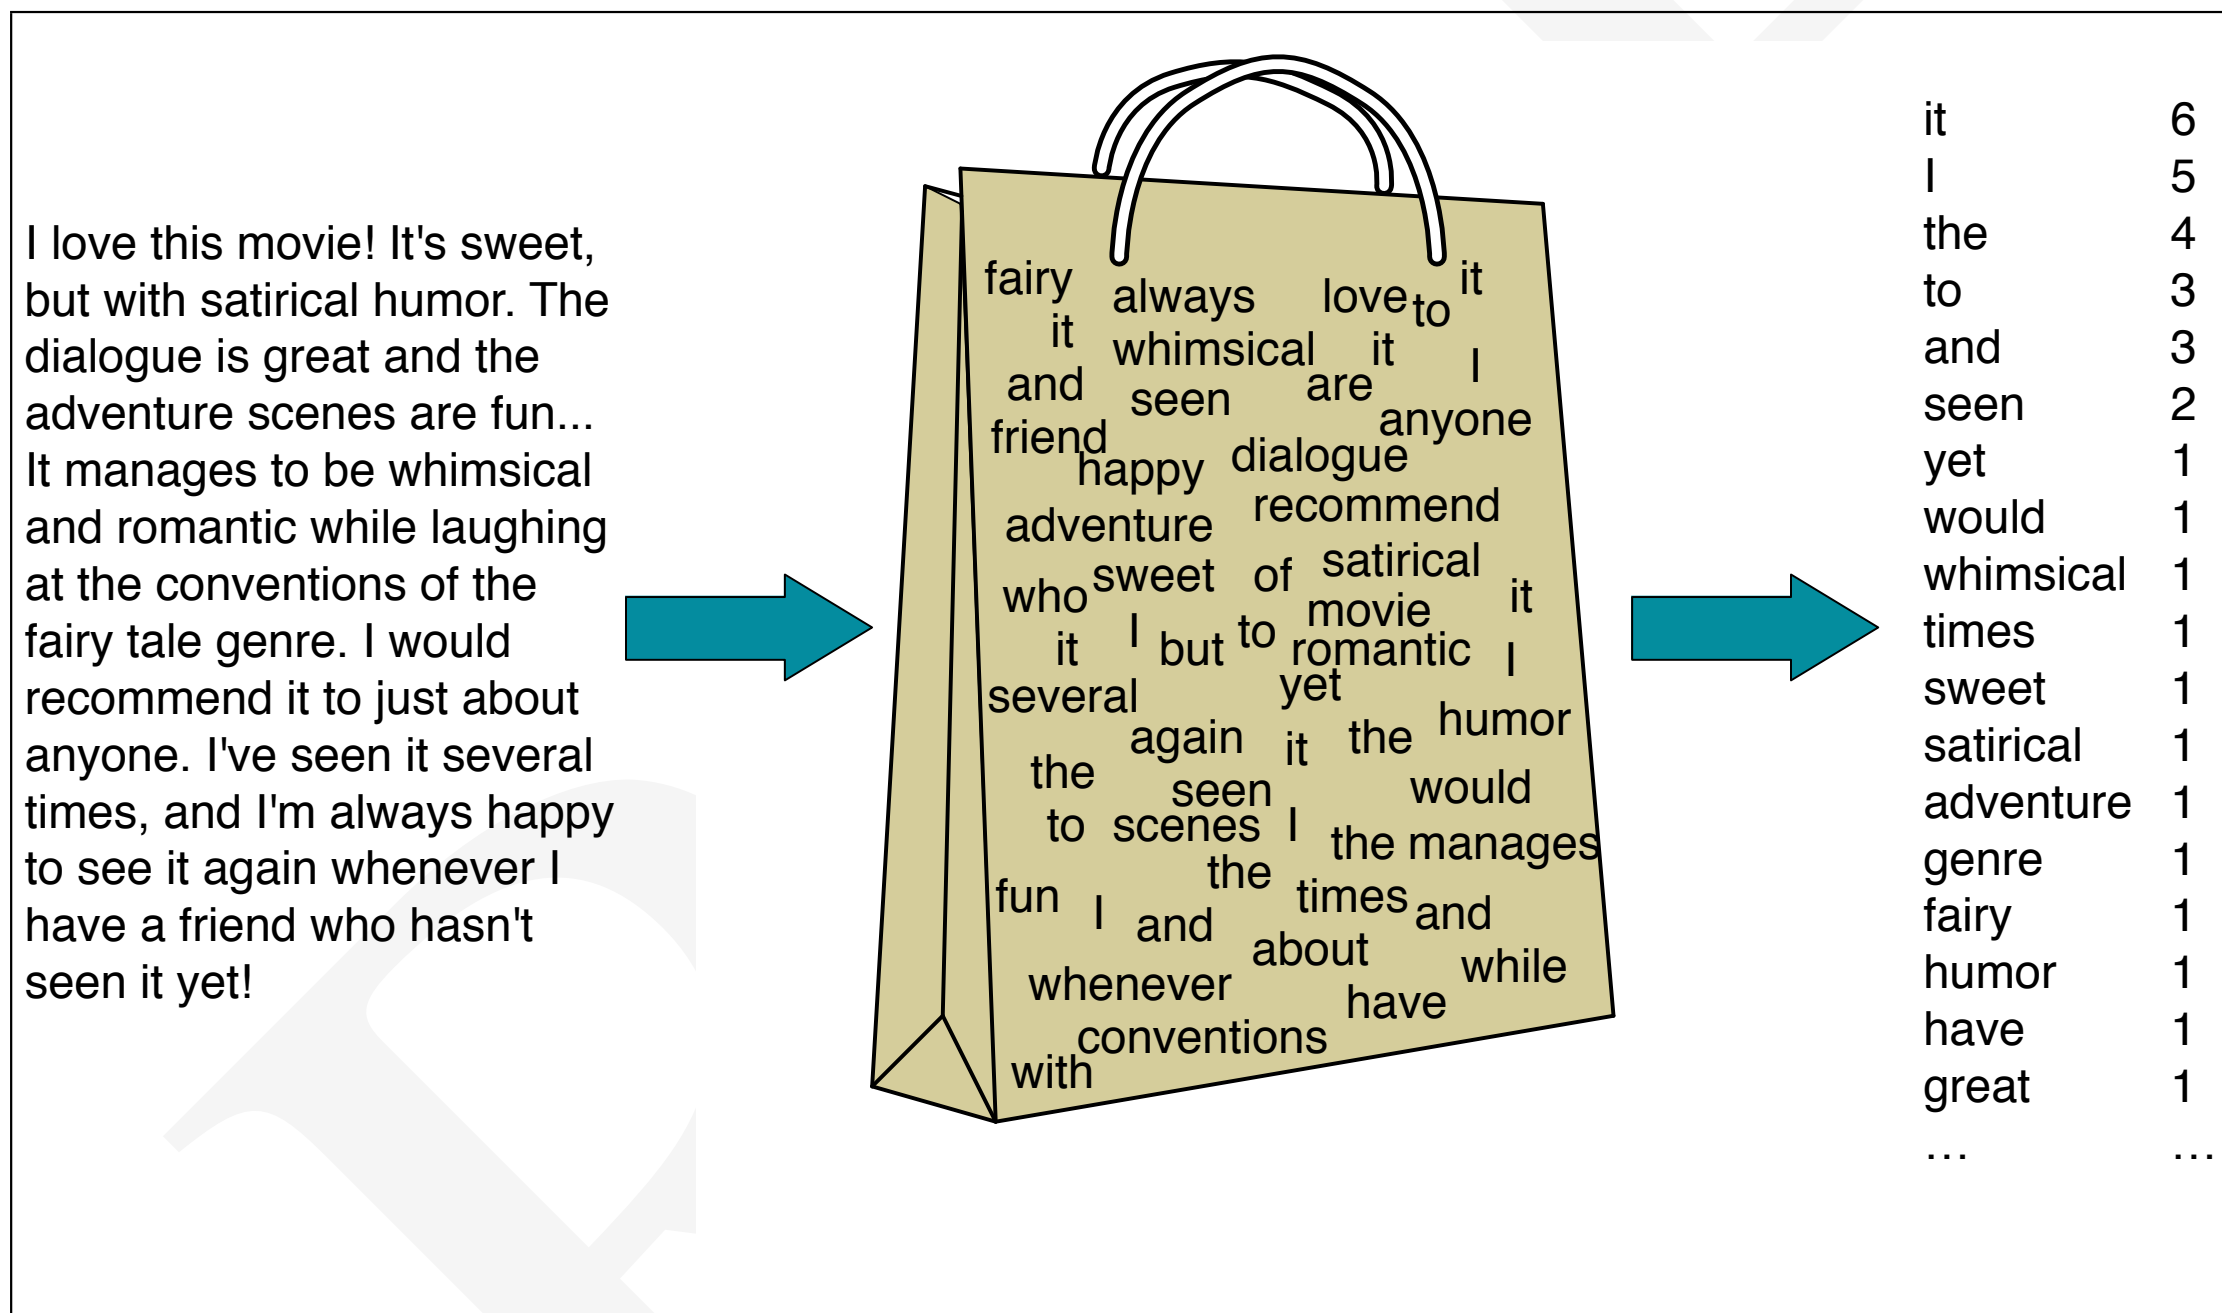 I love this movie! It's sweet,
but with satirical humor. The
dialogue is great and the
adventure scenes are fun...
It manages to be whimsical
and romantic while laughing
at the conventions of the
fairy tale genre. I would
recommend it to just about
anyone. I've seen it several
times, and I'm always happy
to see it again whenever I
have a friend who hasn't
seen it yet!
fairy always love to it
it whimsical it I
and seen are anyone
friend happy dialogue
adventure recommend
who sweet of satirical
it I but to movie it
romantic I
several yet
again it the humor
the seen would
to scenes I the manages
fun I and the times and
whenever about while
have
conventions
with
it 6
I 5
the 4
to 3
and 3
seen 2
yet 1
would 1
whimsical 1
times 1
sweet 1
satirical 1
adventure 1
genre 1
fairy 1
humor 1
have 1
great 1
… …